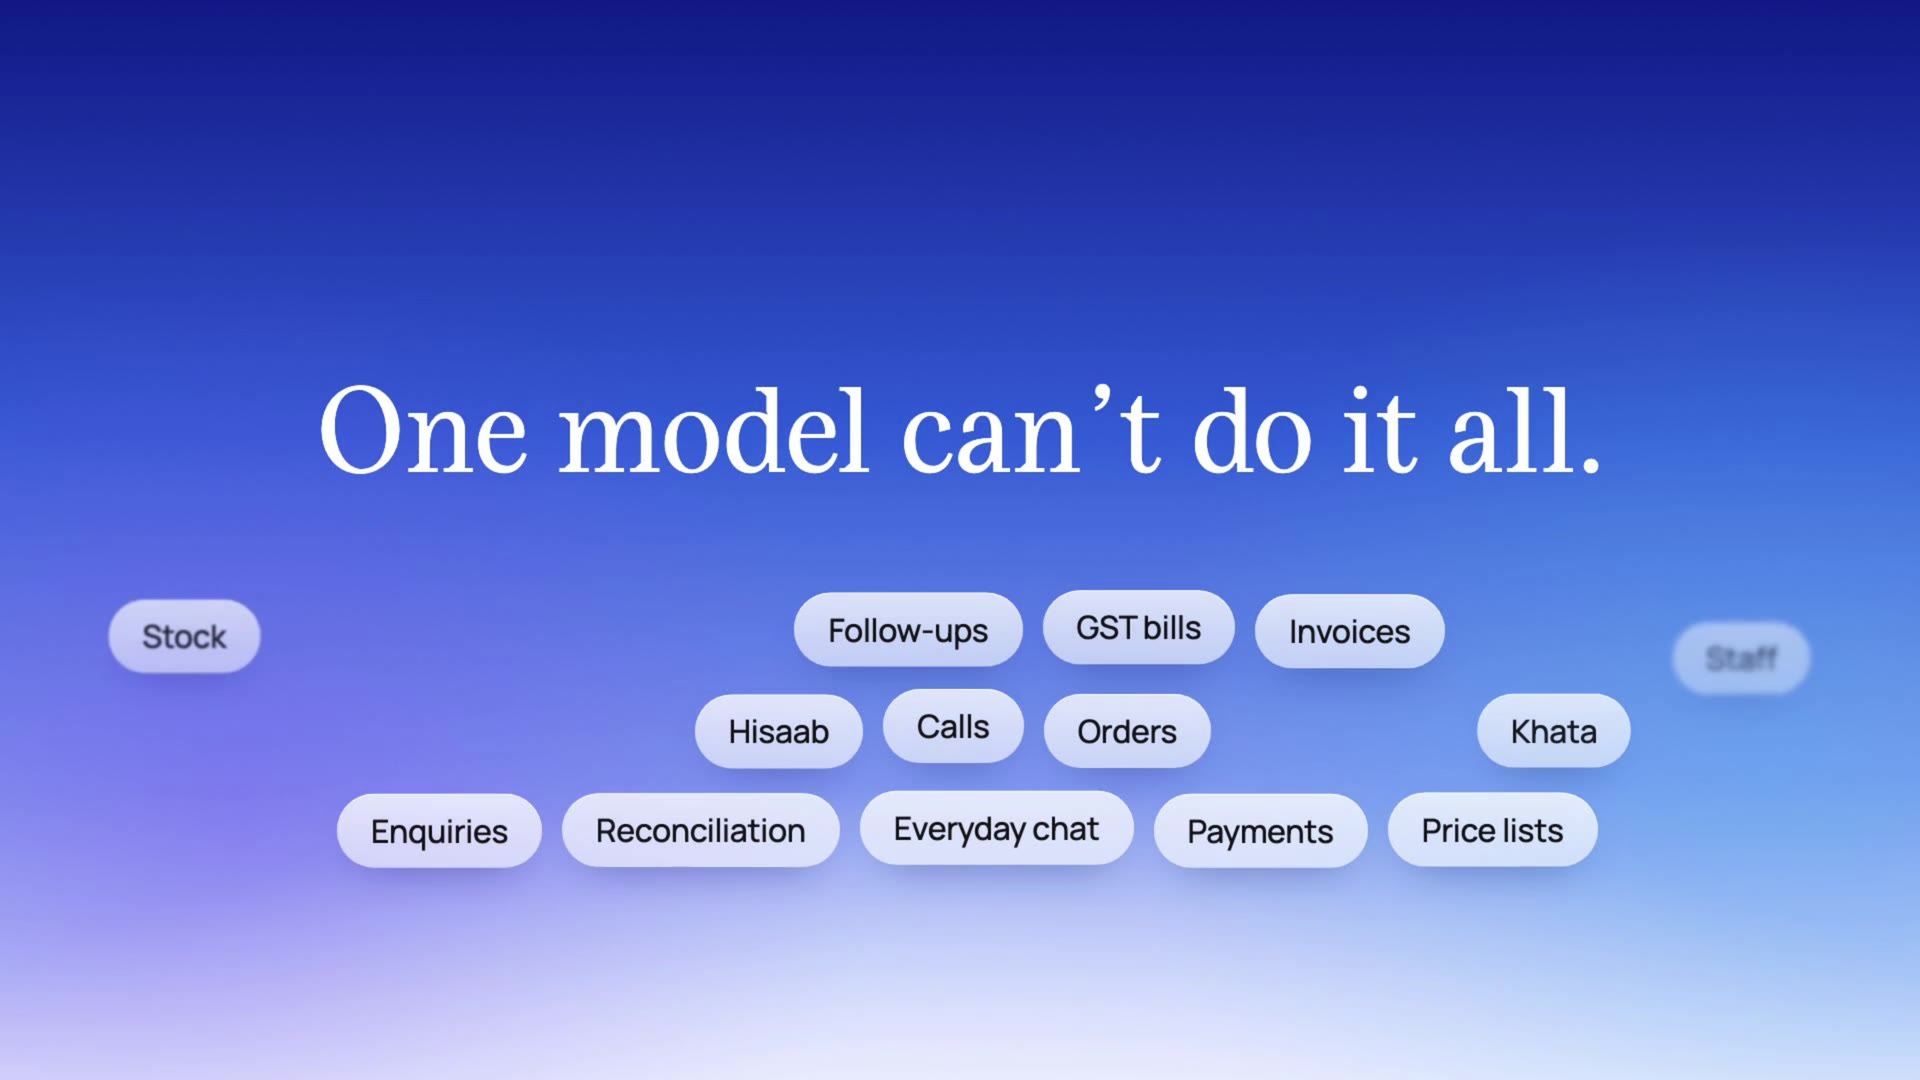 One model can’t do it all.
Stock
Follow-ups
GST bills
Invoices
Staff
Hisaab
Calls
Orders
Khata
Enquiries
Reconciliation
Everyday chat
Payments
Price lists